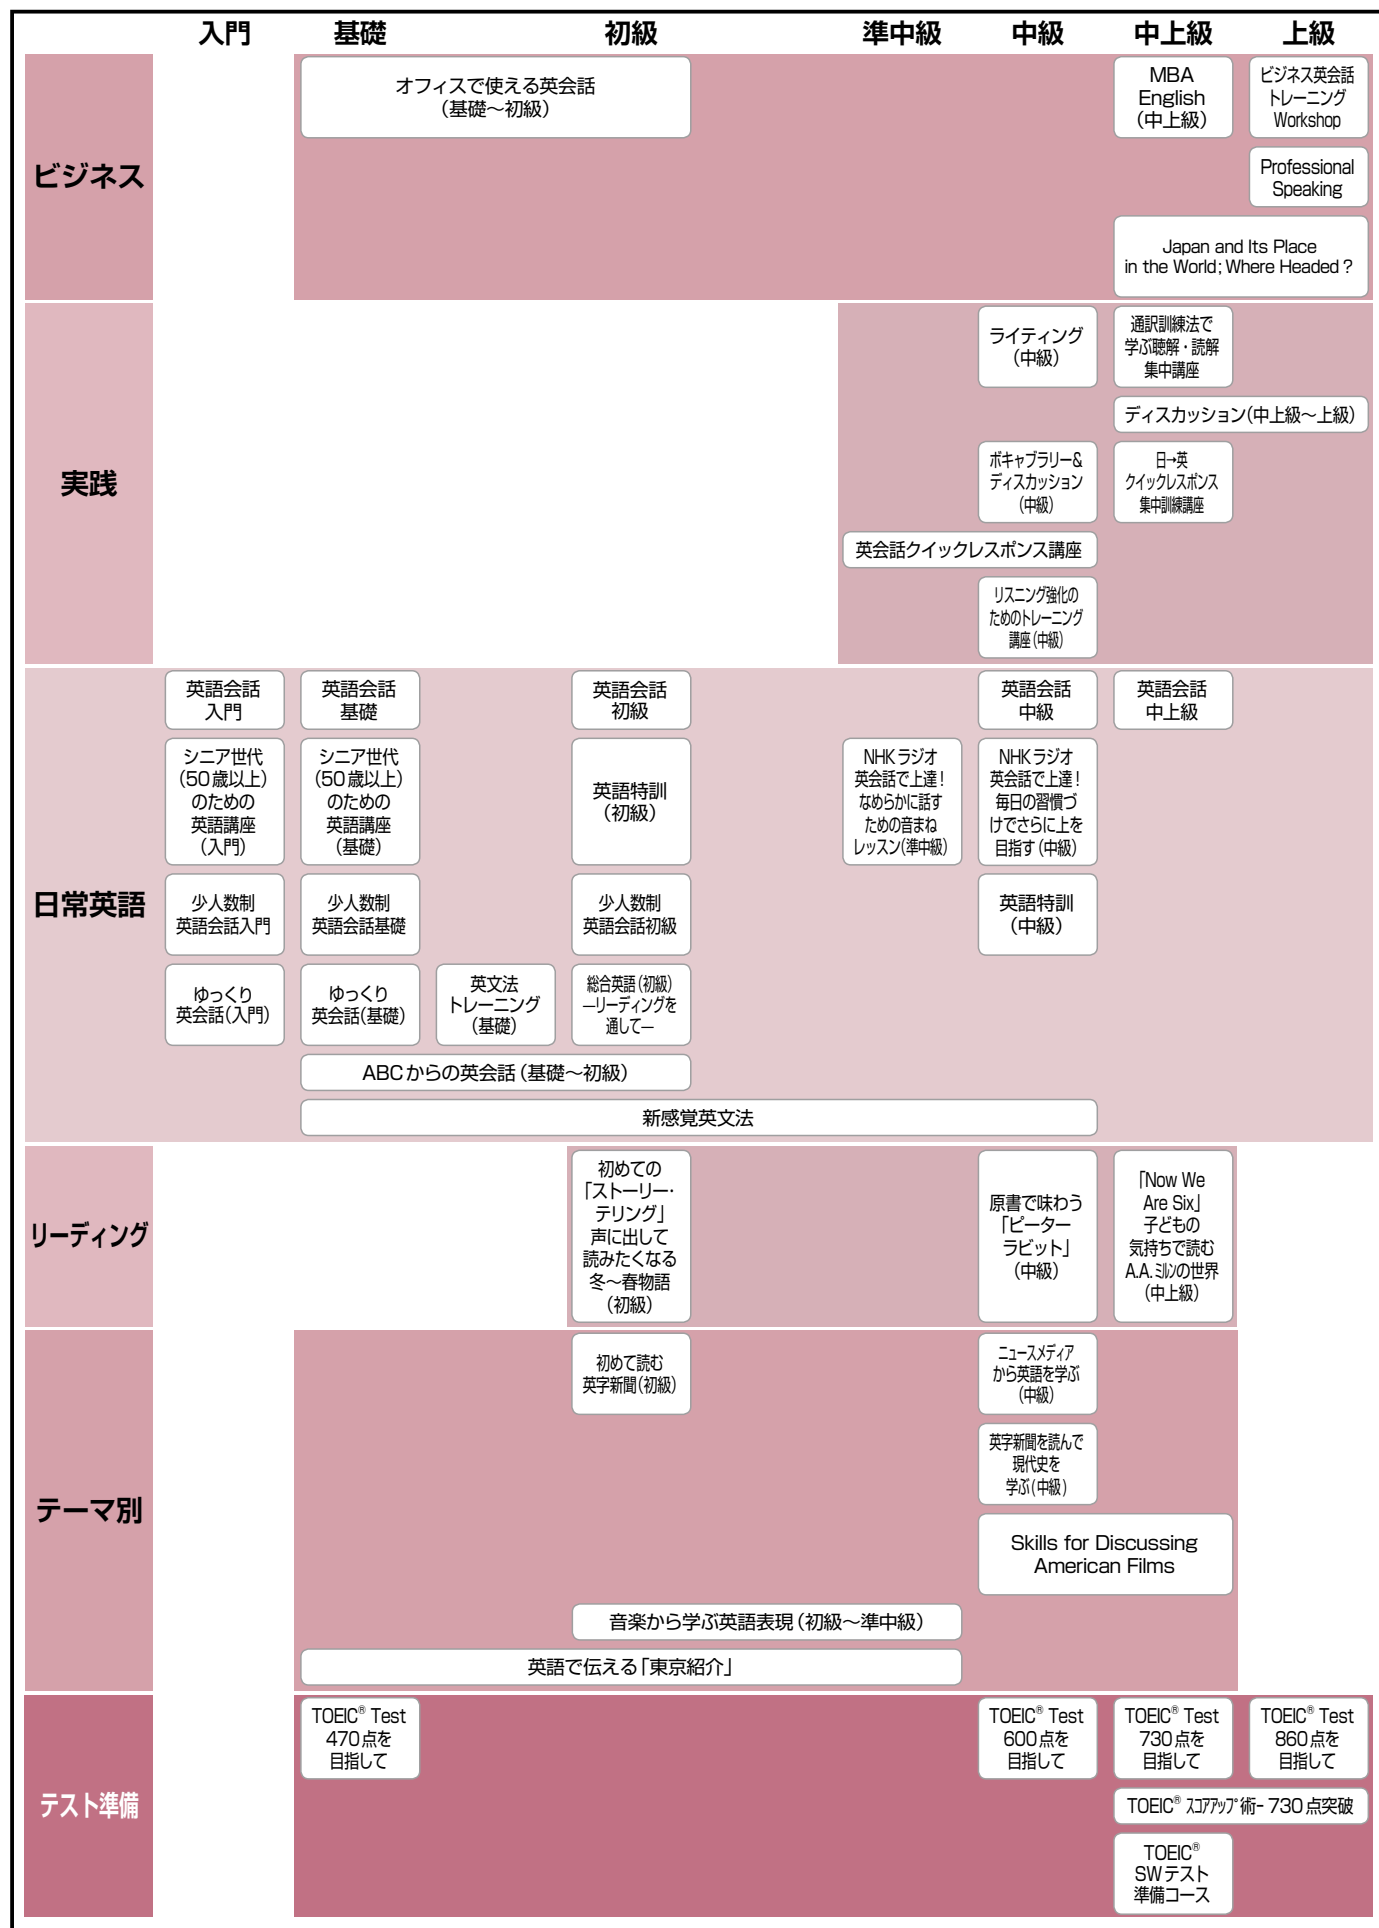 入門 基礎 初級 準中級 中級 中上級 上級
ビジネス
オフィスで使える英会話
(基礎～初級)
MBA
English
(中上級)
ビジネス英会話
トレーニング
Workshop
Professional
Speaking
Japan and Its Place
in the World; Where Headed ?
実践
ライティング
(中級)
通訳訓練法で
学ぶ聴解・読解
集中講座
ディスカッション(中上級～上級)
ボキャブラリー&
ディスカッション
(中級)
日→英
クイックレスポンス
集中訓練講座
英会話クイックレスポンス講座
リスニング強化の
ためのトレーニング
講座(中級)
日常英語
英語会話
入門
英語会話
基礎
英語会話
初級
英語会話
中級
英語会話
中上級
シニア世代
(50歳以上)
のための
英語講座
(入門)
シニア世代
(50歳以上)
のための
英語講座
(基礎)
英語特訓
(初級)
NHKラジオ
英会話で上達!
なめらかに話す
ための音まね
レッスン(準中級)
NHKラジオ
英会話で上達!
毎日の習慣づ
けでさらに上を
目指す(中級)
少人数制
英語会話入門
少人数制
英語会話基礎
少人数制
英語会話初級
英語特訓
(中級)
ゆっくり
英会話(入門)
ゆっくり
英会話(基礎)
英文法
トレーニング
(基礎)
総合英語(初級)
―リーディングを
通して―
ABCからの英会話(基礎～初級)
新感覚英文法
リーディング
初めての
「ストーリー・
テリング」
声に出して
読みたくなる
冬～春物語
(初級)
原書で味わう
「ピーター
ラビット」
(中級)
「Now We
Are Six」
子どもの
気持ちで読む
A.A.ミルンの世界
(中上級)
テーマ別
初めて読む
英字新聞(初級)
ニュースメディア
から英語を学ぶ
(中級)
英字新聞を読んで
現代史を
学ぶ(中級)
Skills for Discussing
American Films
音楽から学ぶ英語表現(初級～準中級)
英語で伝える「東京紹介」
テスト準備
TOEIC® Test
470点を
目指して
TOEIC® Test
600点を
目指して
TOEIC® Test
730点を
目指して
TOEIC® Test
860点を
目指して
TOEIC® スコアアップ術-730点突破
TOEIC®
SWテスト
準備コース